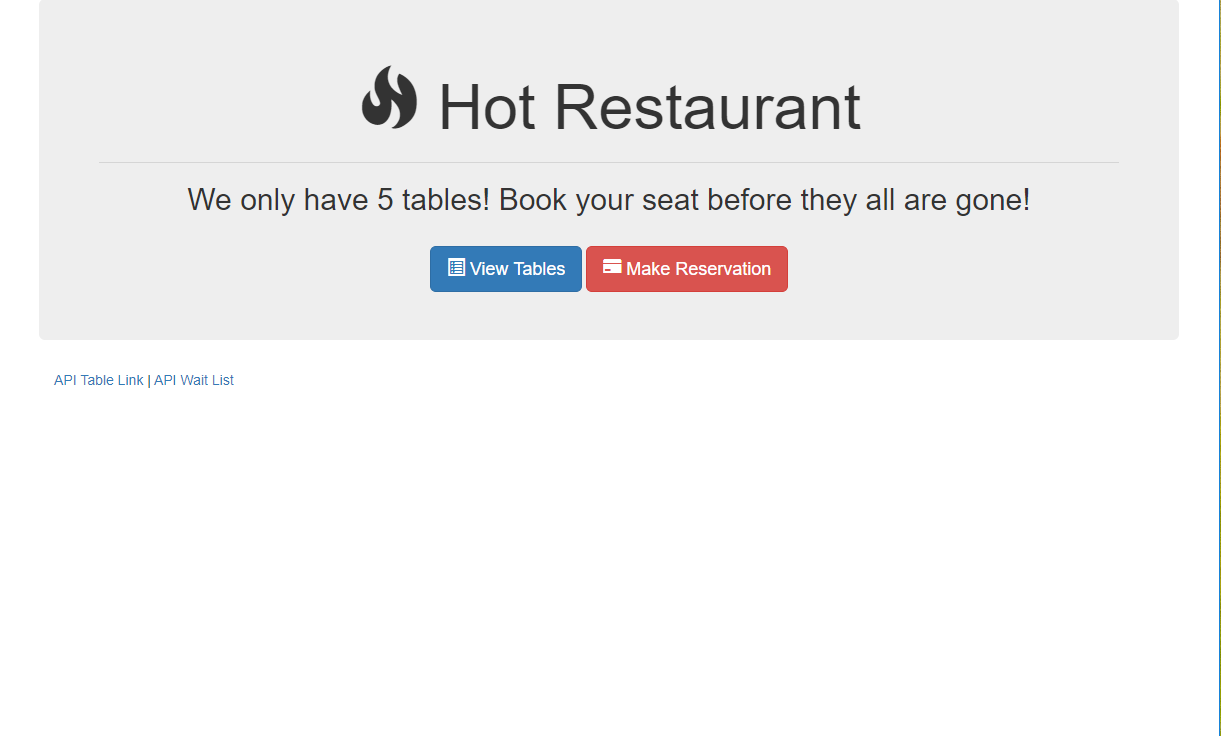 Hot Restaurant
We only have 5 tables! Book your seat before they all are gone!
View Tables Make Reservation
API Table Link | API Wait List